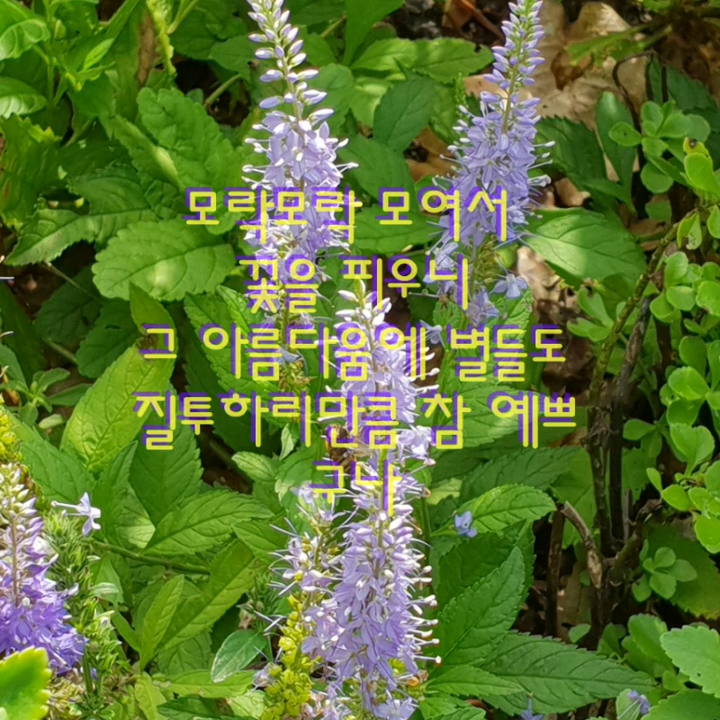 모락모락 모여서
꽃을 피우니
그 아름다움에 별들도
질투하리만큼 참 예쁘
구나